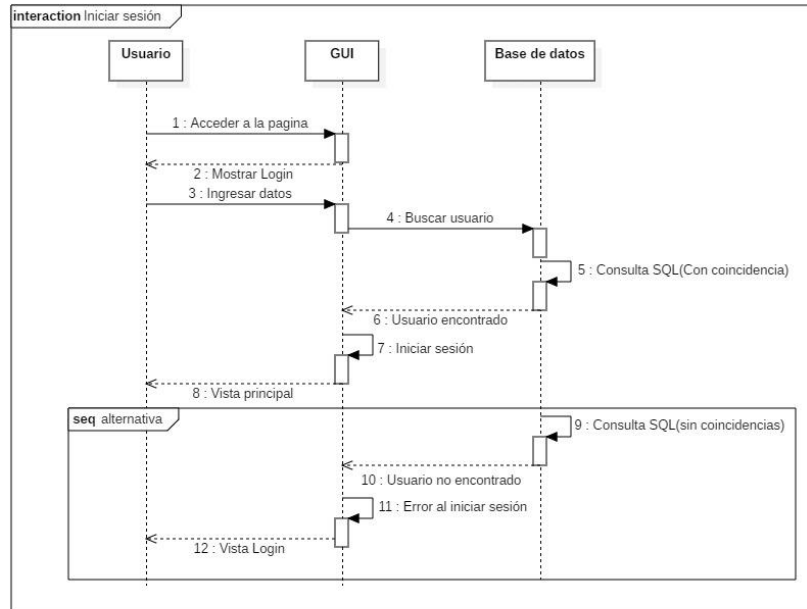 interaction Iniciar sesión
Usuario
GUI
Base de datos
1 : Acceder a la pagina
2 : Mostrar Login
3 : Ingresar datos
4 : Buscar usuario
5 : Consulta SQL(Con coincidencia)
6 : Usuario encontrado
7 : Iniciar sesión
8 : Vista principal
seq alternativa
9 : Consulta SQL(sin coincidencias)
10 : Usuario no encontrado
11 : Error al iniciar sesión
12 : Vista Login